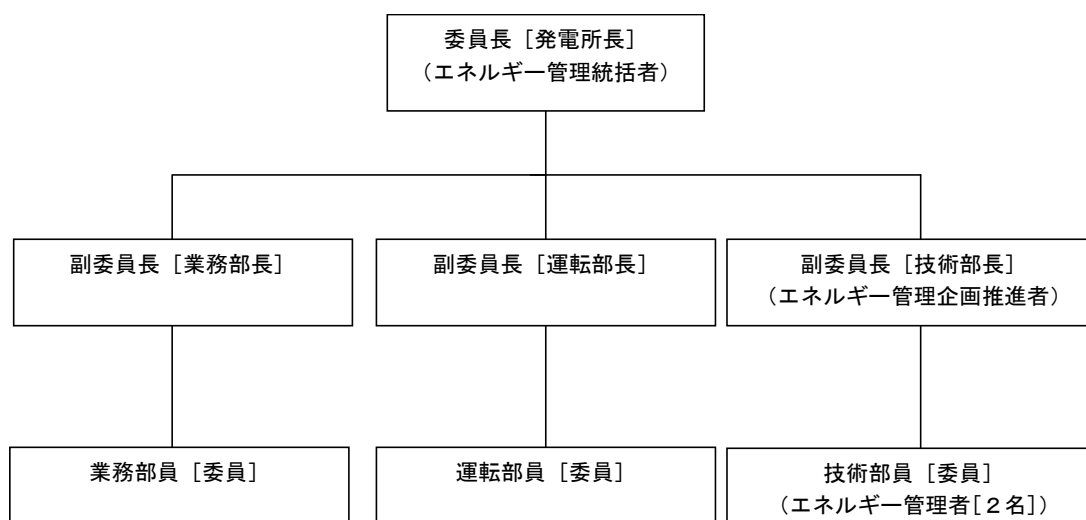 委員長［発電所長］
（エネルギー管理統括者）
副委員長［業務部長］
副委員長［運転部長］
副委員長［技術部長］
（エネルギー管理企画推進者）
業務部員［委員］
運転部員［委員］
技術部員［委員］
（エネルギー管理者[２名]）